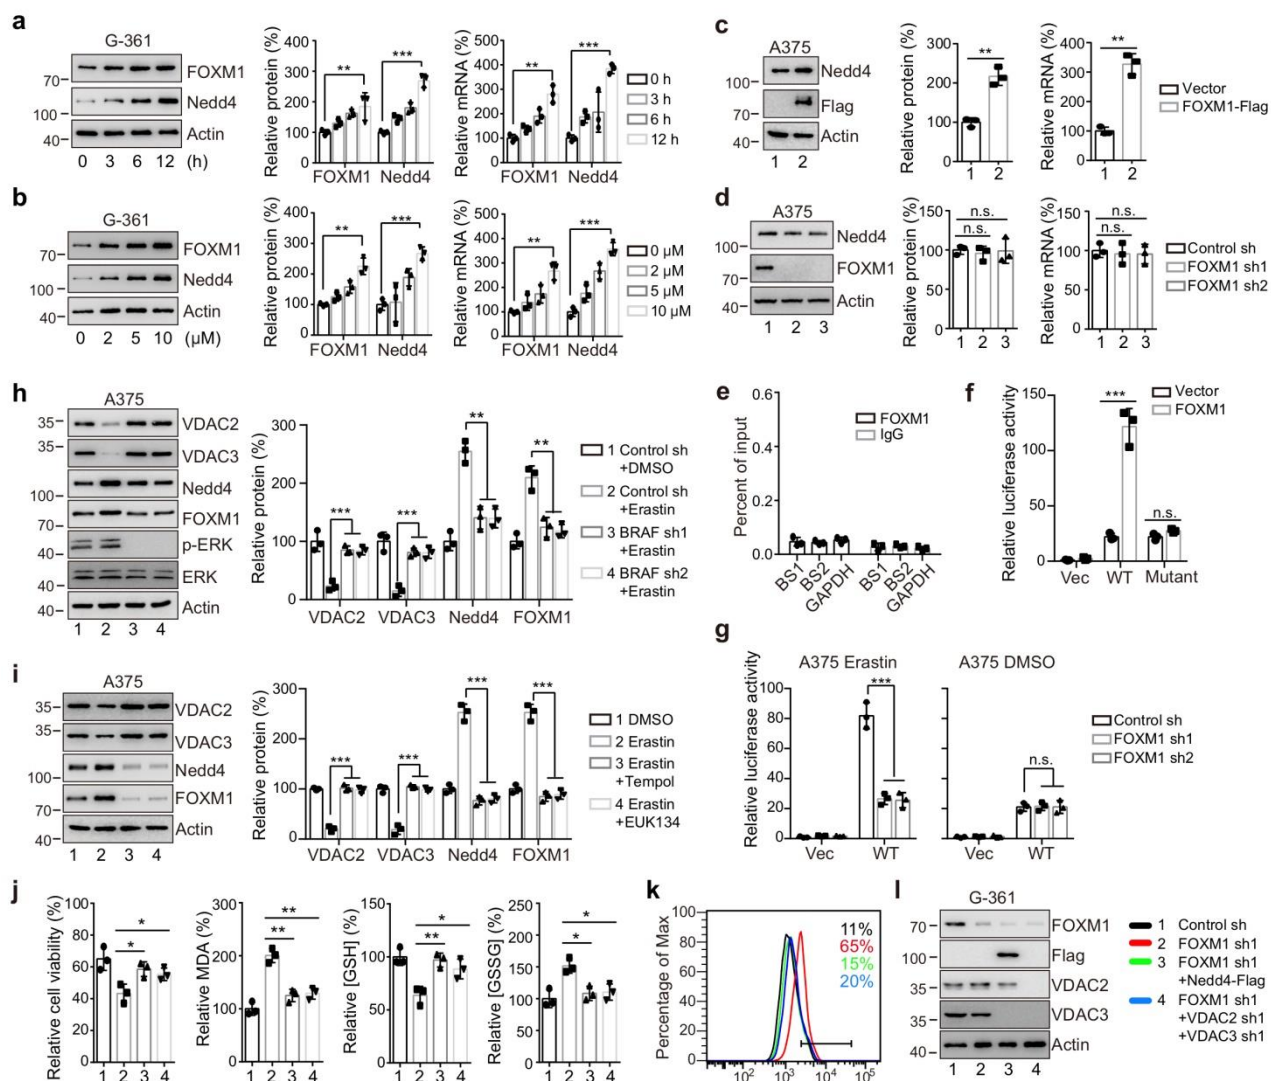 a
G-361
70
100
40
FOXM1
Nedd4
Actin
0 3 6 12 (h)
Relative protein (%)
400
300
200
100
0
** ***
FOXM1 Nedd4
Relative mRNA (%)
500
400
300
200
100
0
** ***
FOXM1 Nedd4
0 h
3 h
6 h
12 h
b
G-361
70
100
40
FOXM1
Nedd4
Actin
0 2 5 10 (µM)
Relative protein (%)
400
300
200
100
0
** ***
FOXM1 Nedd4
Relative mRNA (%)
500
400
300
200
100
0
** ***
FOXM1 Nedd4
0 µM
2 µM
5 µM
10 µM
c
A375
100
70
40
Nedd4
Flag
Actin
1 2
Relative protein (%)
300
200
100
0
**
1 2
Relative mRNA (%)
400
300
200
100
0
**
1 2
Vector
FOXM1-Flag
d
A375
100
70
40
Nedd4
FOXM1
Actin
1 2 3
Relative protein (%)
150
100
50
0
n.s.
n.s.
1 2 3
Relative mRNA (%)
150
100
50
0
n.s.
n.s.
1 2 3
Control sh
FOXM1 sh1
FOXM1 sh2
h
A375
35
35
100
70
40
40
40
VDAC2
VDAC3
Nedd4
FOXM1
p-ERK
ERK
Actin
1 2 3 4
Relative protein (%)
300
200
100
0
*** *** ** **
VDAC2 VDAC3 Nedd4 FOXM1
1 Control sh
+DMSO
2 Control sh
+Erastin
3 BRAF sh1
+Erastin
4 BRAF sh2
+Erastin
e
Percent of input
0.6
0.4
0.2
0.0
FOXM1
IgG
BS1 BS2 GAPDH BS1 BS2 GAPDH
f
Relative luciferase activity
150
100
50
0
***
n.s.
Vec WT Mutant
Vector
FOXM1
g
Relative luciferase activity
A375 Erastin
100
80
60
40
20
0
***
Vec WT
A375 DMSO
n.s.
Vec WT
Control sh
FOXM1 sh1
FOXM1 sh2
i
A375
35
35
100
70
40
VDAC2
VDAC3
Nedd4
FOXM1
Actin
1 2 3 4
Relative protein (%)
300
200
100
0
*** *** *** ***
VDAC2 VDAC3 Nedd4 FOXM1
1 DMSO
2 Erastin
3 Erastin
+Tempol
4 Erastin
+EUK134
j
Relative cell viability (%)
100
80
60
40
20
0
*
*
1 2 3 4
Relative MDA (%)
300
200
100
0
**
**
1 2 3 4
Relative [GSH] (%)
150
100
50
0
*
**
1 2 3 4
Relative [GSSG] (%)
250
200
150
100
50
0
*
*
1 2 3 4
k
Percentage of Max
100
80
60
40
20
0
11%
65%
15%
20%
10² 10³ 10⁴ 10⁵
l
G-361
70
100
35
35
40
FOXM1
Flag
VDAC2
VDAC3
Actin
1 2 3 4
1 Control sh
2 FOXM1 sh1
3 FOXM1 sh1
+Nedd4-Flag
4 FOXM1 sh1
+VDAC2 sh1
+VDAC3 sh1